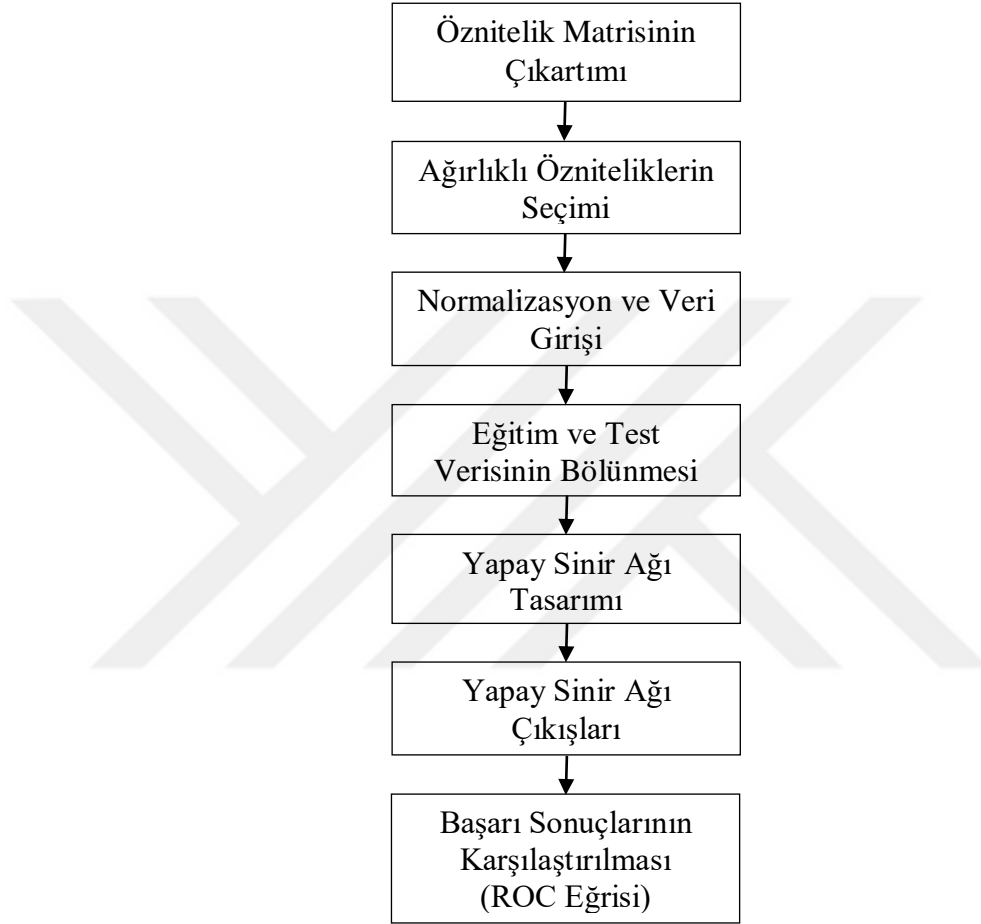 Öznitelik Matrisinin
Çıkartımı
Ağırlıklı Özniteliklerin
Seçimi
Normalizasyon ve Veri
Girişi
Eğitim ve Test
Verisinin Bölünmesi
Yapay Sinir Ağı
Tasarımı
Yapay Sinir Ağı
Çıkışları
Başarı Sonuçlarının
Karşılaştırılması
(ROC Eğrisi)